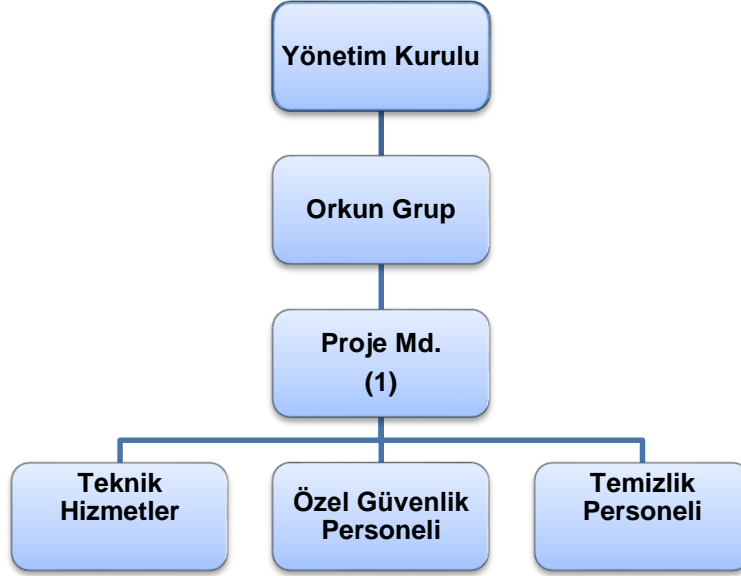 Yönetim Kurulu
Orkun Grup
Proje Md.
(1)
Teknik
Hizmetler
Özel Güvenlik
Personeli
Temizlik
Personeli